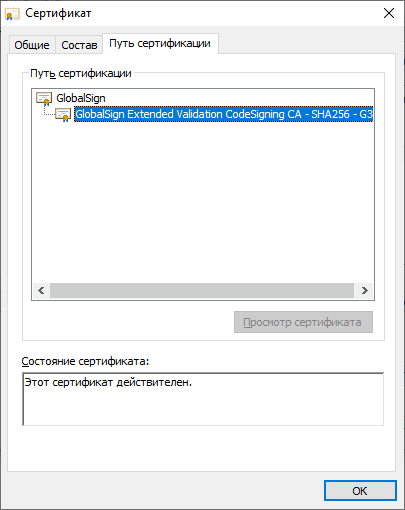 Сертификат
Общие Состав Путь сертификации
Путь сертификации
GlobalSign
GlobalSign Extended Validation CodeSigning CA - SHA256 - G3
Просмотр сертификата
Состояние сертификата:
Этот сертификат действителен.
ОК